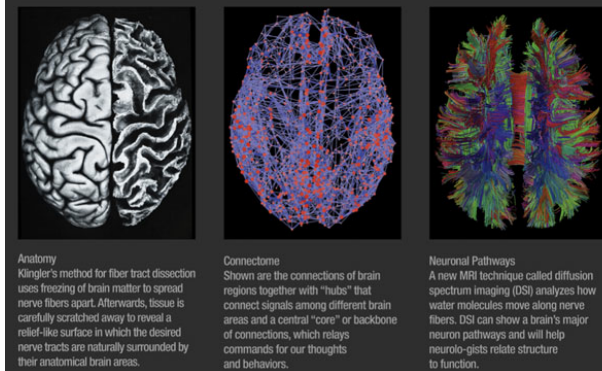 Anatomy
Klingler's method for fiber tract dissection
uses freezing of brain matter to spread
nerve fibers apart. Afterwards, tissue is
carefully scratched away to reveal a
relief-like surface in which the desired
nerve tracts are naturally surrounded by
their anatomical brain areas.
Connectome
Shown are the connections of brain
regions together with “hubs” that
connect signals among different brain
areas and a central “core” or backbone
of connections, which relays
commands for our thoughts
and behaviors.
Neuronal Pathways
A new MRI technique called diffusion
spectrum imaging (DSI) analyzes how
water molecules move along nerve
fibers. DSI can show a brain's major
neuron pathways and will help
neurolo-gists relate structure
to function.